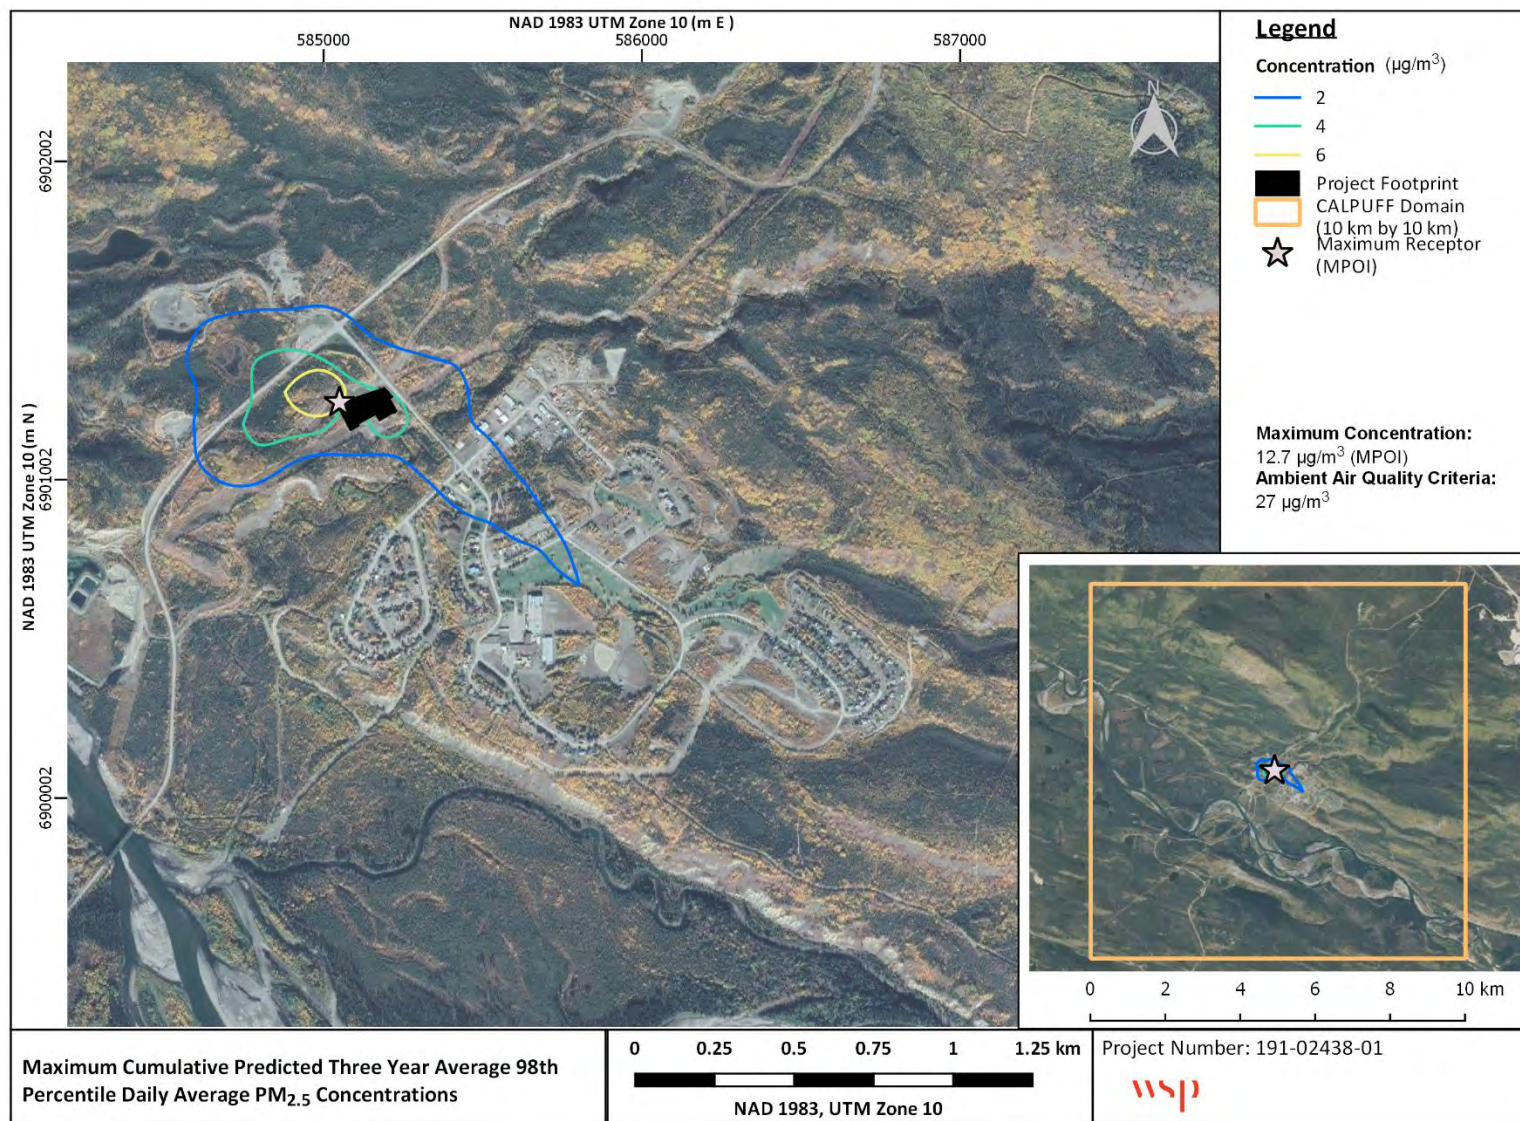 NAD 1983 UTM Zone 10 (m E )
585000 586000 587000
NAD 1983 UTM Zone 10 (m N )
6902002
6901002
6900002
N
Legend
Concentration (µg/m³)
2
4
6
Project Footprint
CALPUFF Domain
(10 km by 10 km)
Maximum Receptor
(MPOI)
Maximum Concentration:
12.7 µg/m³ (MPOI)
Ambient Air Quality Criteria:
27 µg/m³
0 2 4 6 8 10 km
Maximum Cumulative Predicted Three Year Average 98th
Percentile Daily Average PM₂.₅ Concentrations
0 0.25 0.5 0.75 1 1.25 km
NAD 1983, UTM Zone 10
Project Number: 191-02438-01
wsp